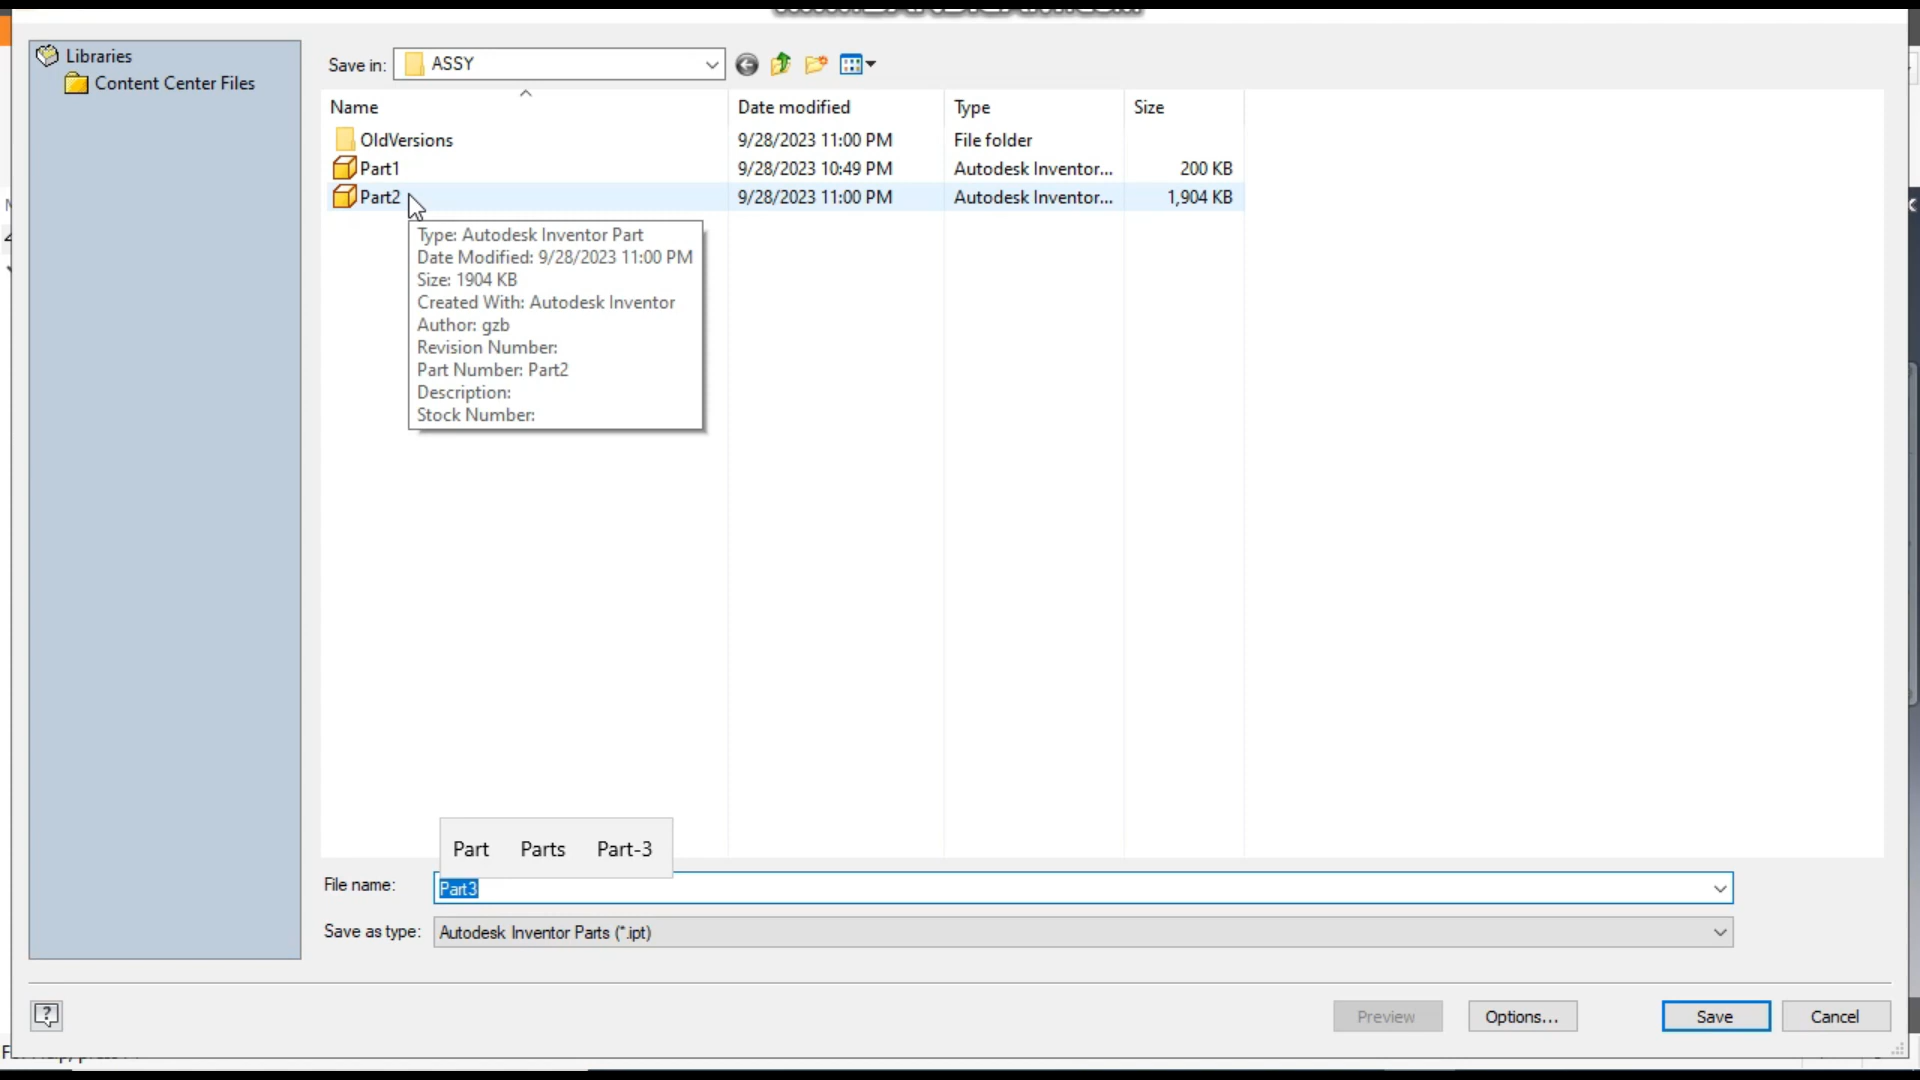 Libraries
Content Center Files
Save in: ASSY
Name Date modified Type Size
OldVersions 9/28/2023 11:00 PM File folder
Part1 9/28/2023 10:49 PM Autodesk Inventor... 200 KB
Part2 9/28/2023 11:00 PM Autodesk Inventor... 1,904 KB
Type: Autodesk Inventor Part
Date Modified: 9/28/2023 11:00 PM
Size: 1904 KB
Created With: Autodesk Inventor
Author: gzb
Revision Number:
Part Number: Part2
Description:
Stock Number:
Part Parts Part-3
File name: Part3
Save as type: Autodesk Inventor Parts (*.ipt)
Preview Options... Save Cancel